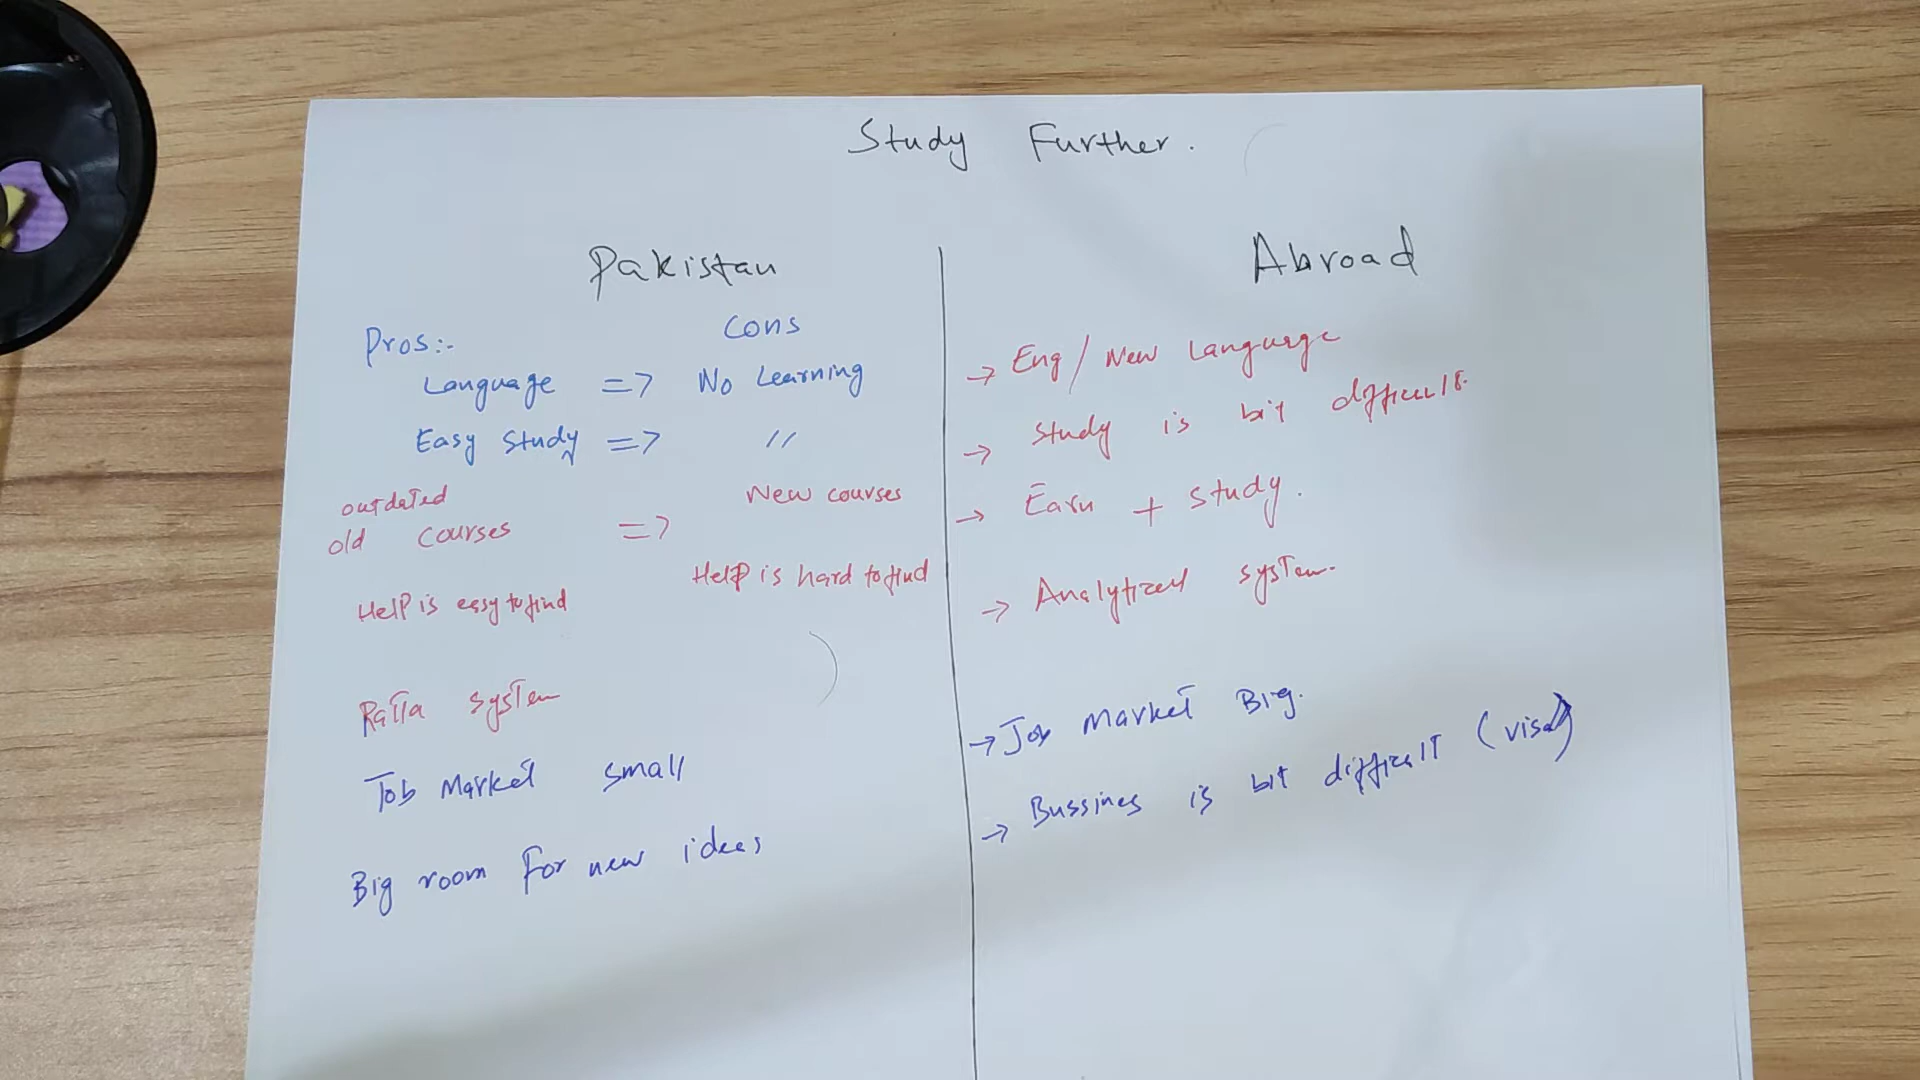 Study Further.
Pakistan
Pros:-
Cons
Language => No Learning
Easy Study => //
outdated
old courses =>
New courses
Help is easy to find
Help is hard to find
Ratta system
Job Market small
Big room for new ideas
Abroad
→ Eng / New Language
→ Study is bit difficult.
→ Earn + Study.
→ system.
→ Job Market Big.
→ Bussines is bit difficult (visa)